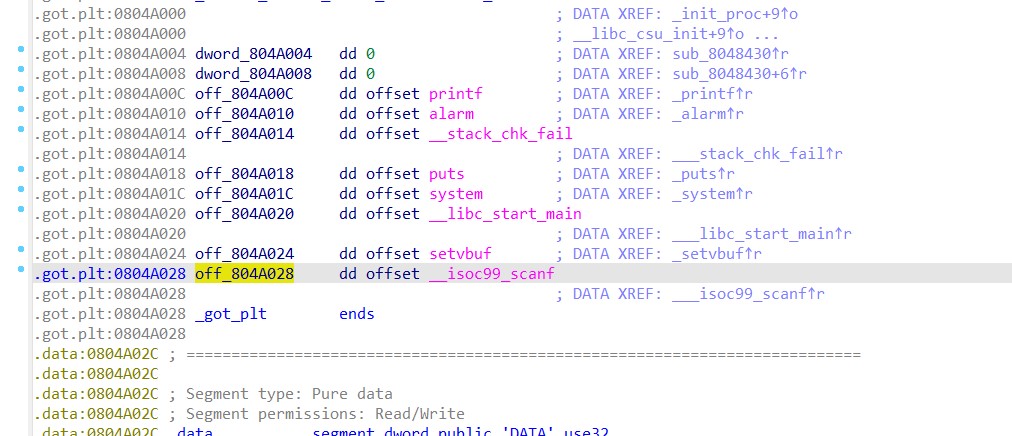 .got.plt:0804A000 ; DATA XREF: _init_proc+9↑o
.got.plt:0804A000 ; __libc_csu_init+9↑o ...
.got.plt:0804A004 dword_804A004 dd 0 ; DATA XREF: sub_8048430↑r
.got.plt:0804A008 dword_804A008 dd 0 ; DATA XREF: sub_8048430+6↑r
.got.plt:0804A00C off_804A00C dd offset printf ; DATA XREF: _printf↑r
.got.plt:0804A010 off_804A010 dd offset alarm ; DATA XREF: _alarm↑r
.got.plt:0804A014 off_804A014 dd offset __stack_chk_fail
.got.plt:0804A014 ; DATA XREF: ___stack_chk_fail↑r
.got.plt:0804A018 off_804A018 dd offset puts ; DATA XREF: _puts↑r
.got.plt:0804A01C off_804A01C dd offset system ; DATA XREF: _system↑r
.got.plt:0804A020 off_804A020 dd offset __libc_start_main
.got.plt:0804A020 ; DATA XREF: ___libc_start_main↑r
.got.plt:0804A024 off_804A024 dd offset setvbuf ; DATA XREF: _setvbuf↑r
.got.plt:0804A028 off_804A028 dd offset __isoc99_scanf
.got.plt:0804A028 ; DATA XREF: ___isoc99_scanf↑r
.got.plt:0804A028 _got_plt ends
.got.plt:0804A028
.data:0804A02C ; ===========================================================================
.data:0804A02C
.data:0804A02C ; Segment type: Pure data
.data:0804A02C ; Segment permissions: Read/Write
.data:0804A02C _data segment dword public 'DATA' use32